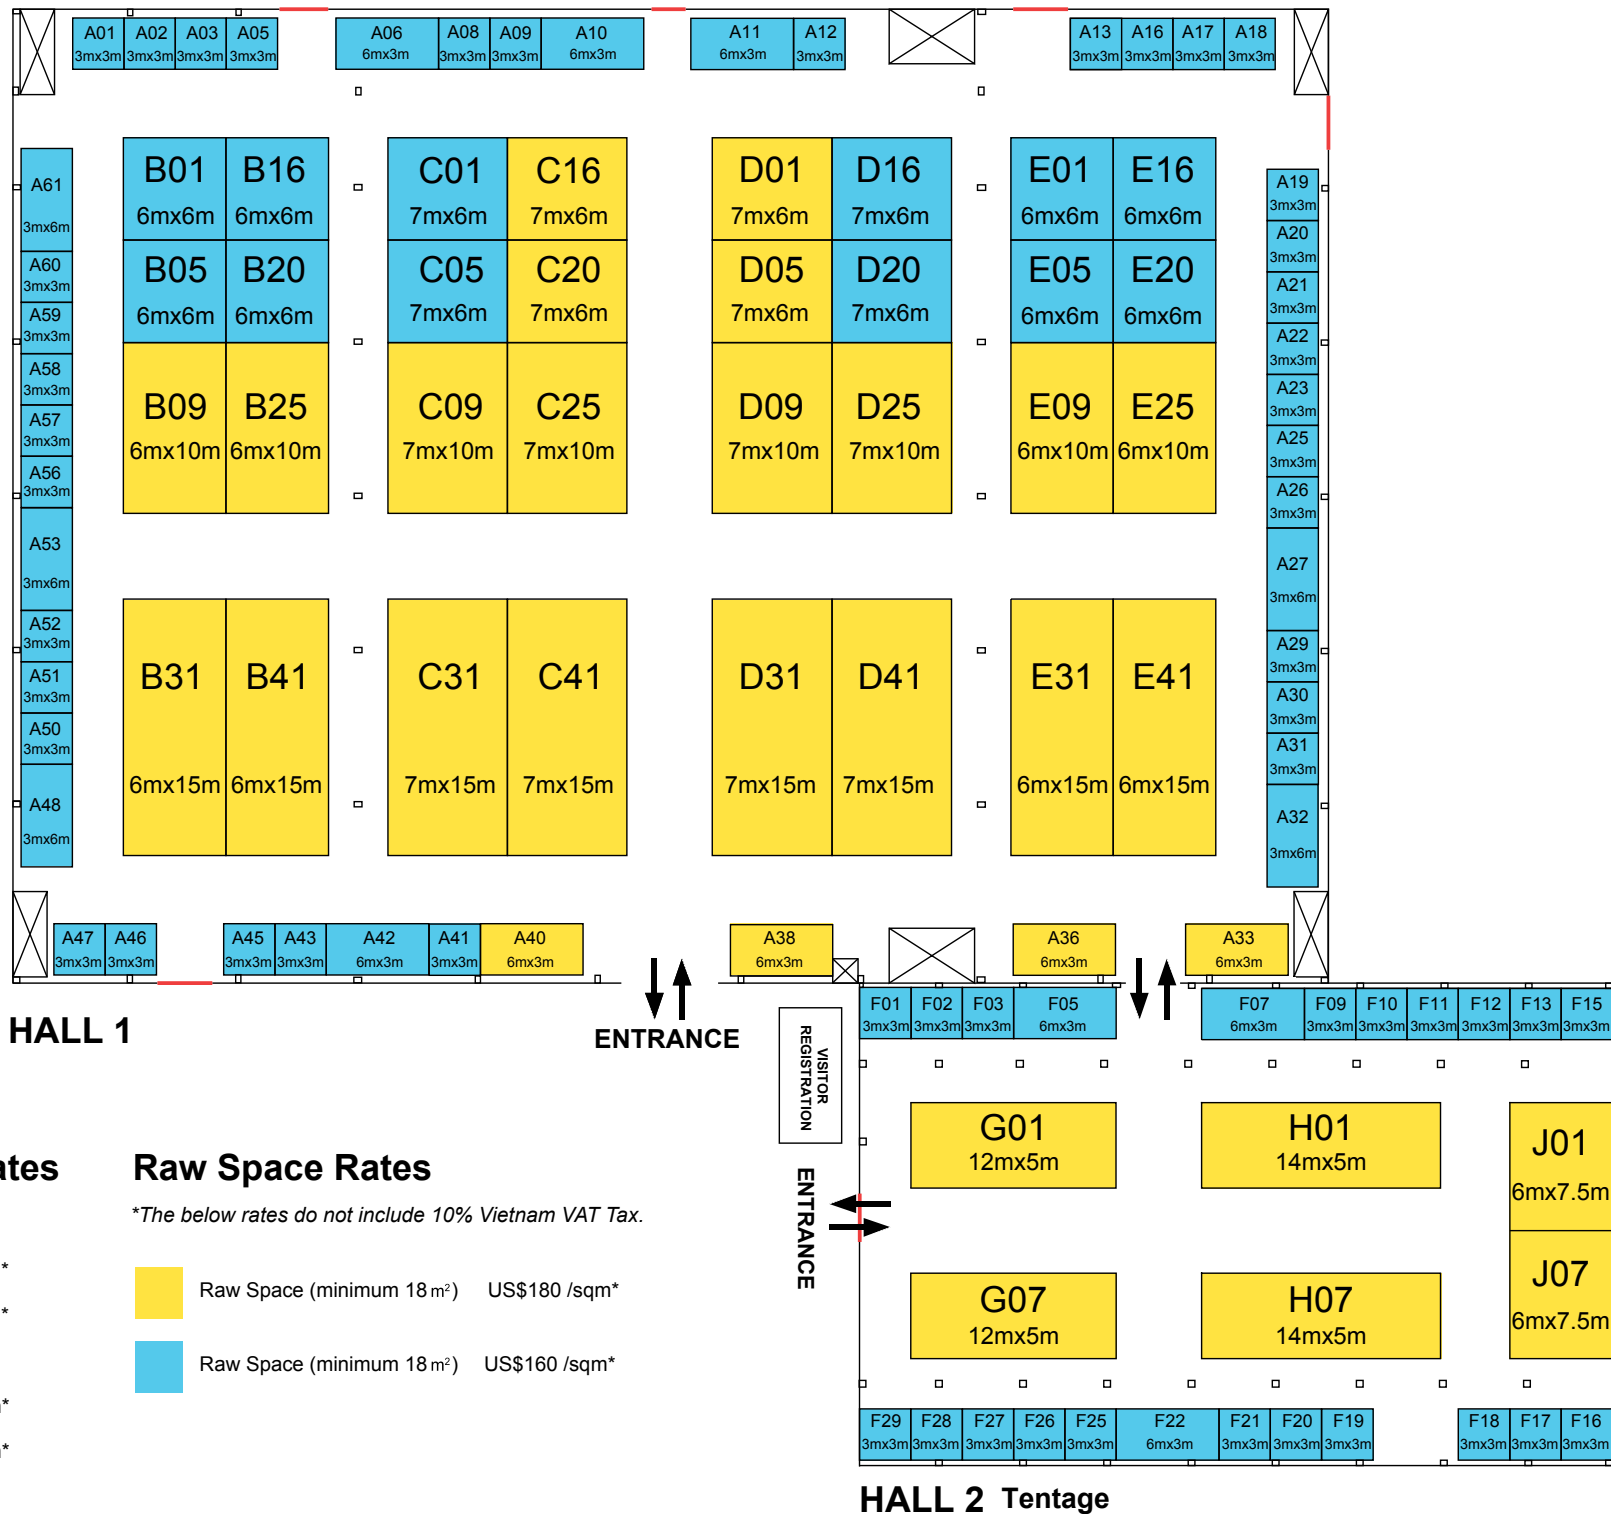 A01 A02 A03 A05 A06 A08 A09 A10 A11 A12 A13 A16 A17 A18
3mx3m 3mx3m 3mx3m 3mx3m 6mx3m 3mx3m 3mx3m 6mx3m 6mx3m 3mx3m 3mx3m 3mx3m 3mx3m 3mx3m
A61
3mx6m
A60
3mx3m
A59
3mx3m
A58
3mx3m
A57
3mx3m
A56
3mx3m
A53
3mx6m
A52
3mx3m
A51
3mx3m
A50
3mx3m
A48
3mx6m
B01 B16 C01 C16 D01 D16 E01 E16
6mx6m 6mx6m 7mx6m 7mx6m 7mx6m 7mx6m 6mx6m 6mx6m
B05 B20 C05 C20 D05 D20 E05 E20
6mx6m 6mx6m 7mx6m 7mx6m 7mx6m 7mx6m 6mx6m 6mx6m
B09 B25 C09 C25 D09 D25 E09 E25
6mx10m 6mx10m 7mx10m 7mx10m 7mx10m 7mx10m 6mx10m 6mx10m
B31 B41 C31 C41 D31 D41 E31 E41
6mx15m 6mx15m 7mx15m 7mx15m 7mx15m 7mx15m 6mx15m 6mx15m
A19
3mx3m
A20
3mx3m
A21
3mx3m
A22
3mx3m
A23
3mx3m
A25
3mx3m
A26
3mx3m
A27
3mx6m
A29
3mx3m
A30
3mx3m
A31
3mx3m
A32
3mx6m
A47 A46 A45 A43 A42 A41 A40 A38 A36 A33
3mx3m 3mx3m 3mx3m 3mx3m 6mx3m 3mx3m 6mx3m 6mx3m 6mx3m 6mx3m
HALL 1
ENTRANCE
VISITOR
REGISTRATION
ENTRANCE
F01 F02 F03 F05 F07 F09 F10 F11 F12 F13 F15
3mx3m 3mx3m 3mx3m 6mx3m 6mx3m 3mx3m 3mx3m 3mx3m 3mx3m 3mx3m 3mx3m
G01 H01
12mx5m 14mx5m
J01
6mx7.5m
J07
6mx7.5m
G07 H07
12mx5m 14mx5m
F29 F28 F27 F26 F25 F22 F21 F20 F19 F18 F17 F16
3mx3m 3mx3m 3mx3m 3mx3m 3mx3m 6mx3m 3mx3m 3mx3m 3mx3m 3mx3m 3mx3m 3mx3m
HALL 2 Tentage
Raw Space Rates
*The below rates do not include 10% Vietnam VAT Tax.
Raw Space (minimum 18 m²) US$180 /sqm*
Raw Space (minimum 18 m²) US$160 /sqm*